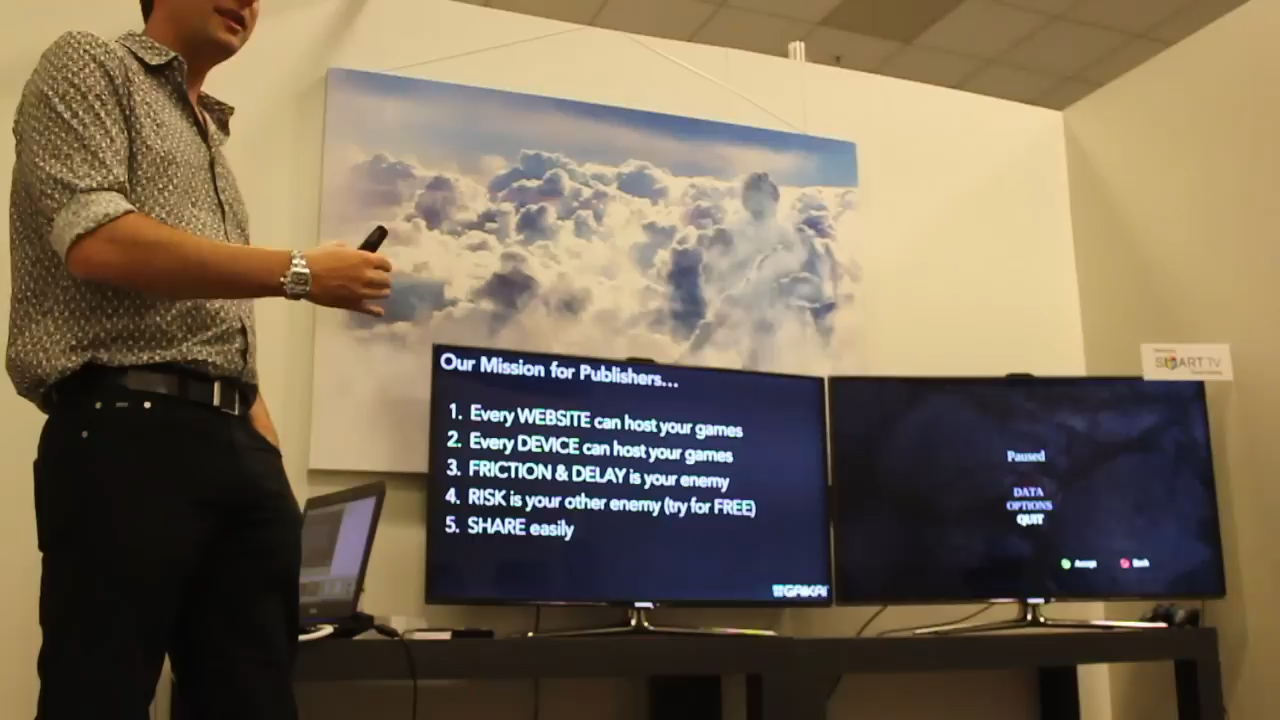 Our Mission for Publishers...
1. Every WEBSITE can host your games
2. Every DEVICE can host your games
3. FRICTION & DELAY is your enemy
4. RISK is your other enemy (try for FREE)
5. SHARE easily
GAIKAI
SMART TV
Paused
DATA
OPTIONS
QUIT
Accept Back